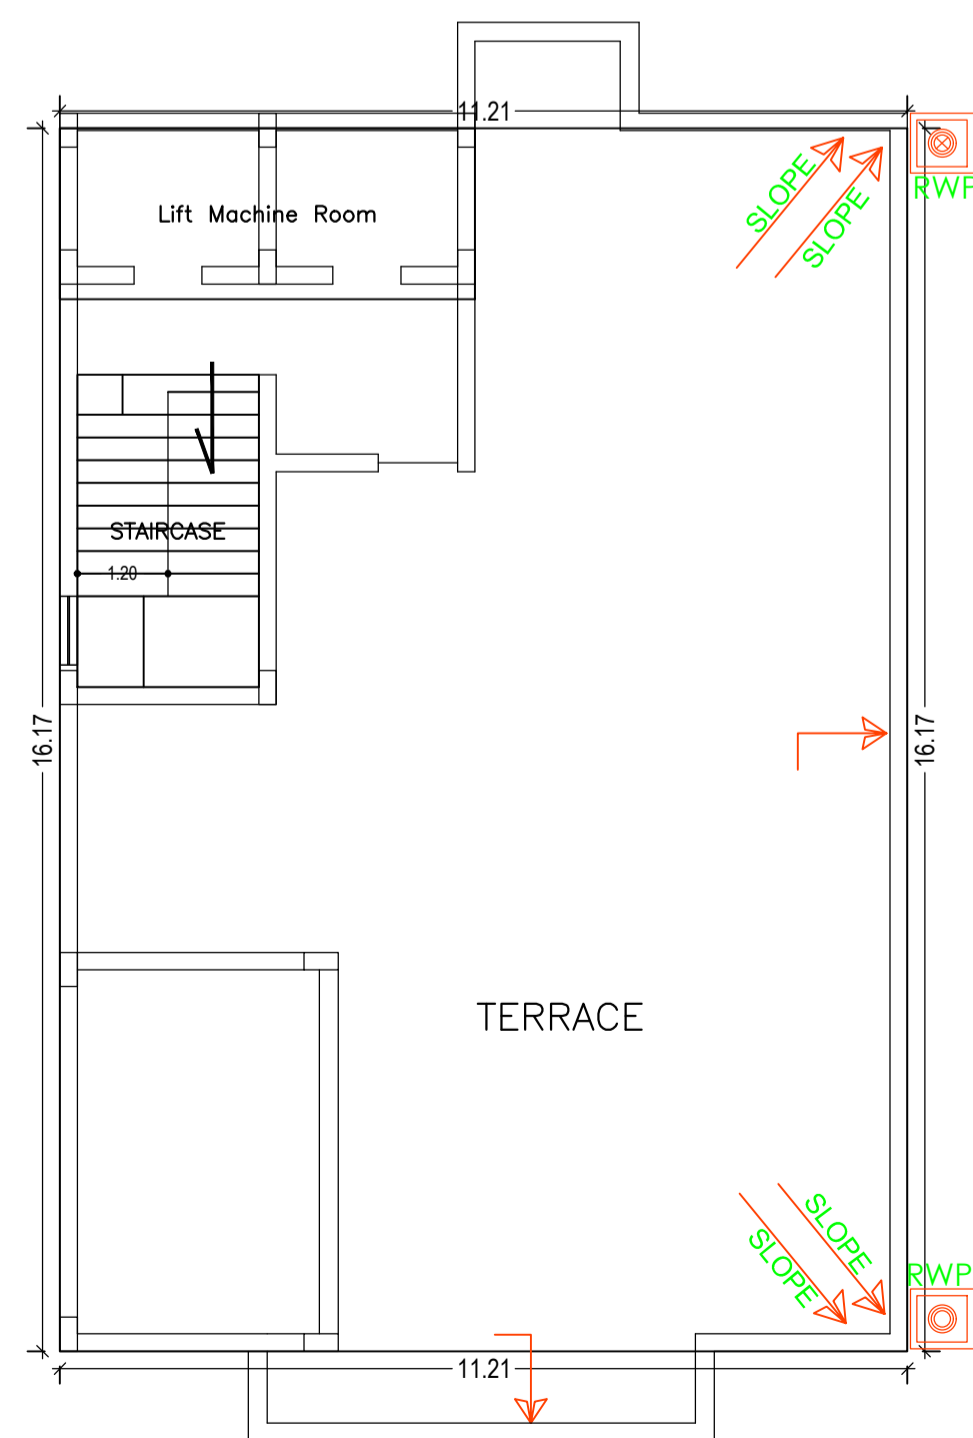 11.21
SLOPE
SLOPE
RWP
Lift Machine Room
STAIRCASE
1.20
16.17
16.17
TERRACE
SLOPE
SLOPE
RWP
11.21